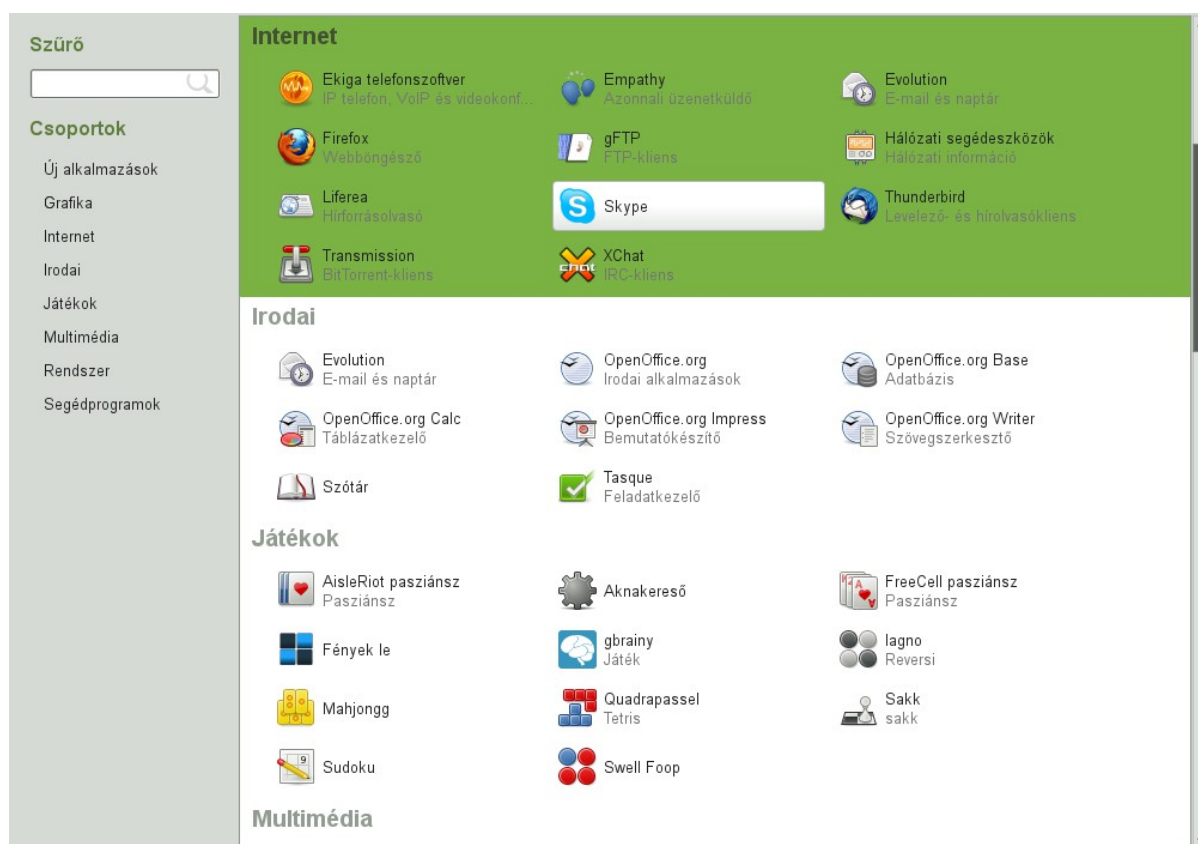 Szűrő
Csoportok
Új alkalmazások
Grafika
Internet
Irodai
Játékok
Multimédia
Rendszer
Segédprogramok
Internet
Ekiga telefonszoftver
IP telefon, VoIP és videokonf...
Empathy
Azonnali üzenetküldő
Evolution
E-mail és naptár
Firefox
Webböngésző
gFTP
FTP-kliens
Hálózati segédeszközök
Hálózati információ
Liferea
Hírforrásolvasó
Skype
Thunderbird
Levelező- és hírolvasókliens
Transmission
BitTorrent-kliens
XChat
IRC-kliens
Irodai
Evolution
E-mail és naptár
OpenOffice.org
Irodai alkalmazások
OpenOffice.org Base
Adatbázis
OpenOffice.org Calc
Táblázatkezelő
OpenOffice.org Impress
Bemutatókészítő
OpenOffice.org Writer
Szövegszerkesztő
Szótár
Tasque
Feladatkezelő
Játékok
AisleRiot pasziánsz
Pasziánsz
Aknakereső
FreeCell pasziánsz
Pasziánsz
Fények le
gbrainy
Játék
Iagno
Reversi
Mahjongg
Quadrapassel
Tetris
Sakk
sakk
Sudoku
Swell Foop
Multimédia